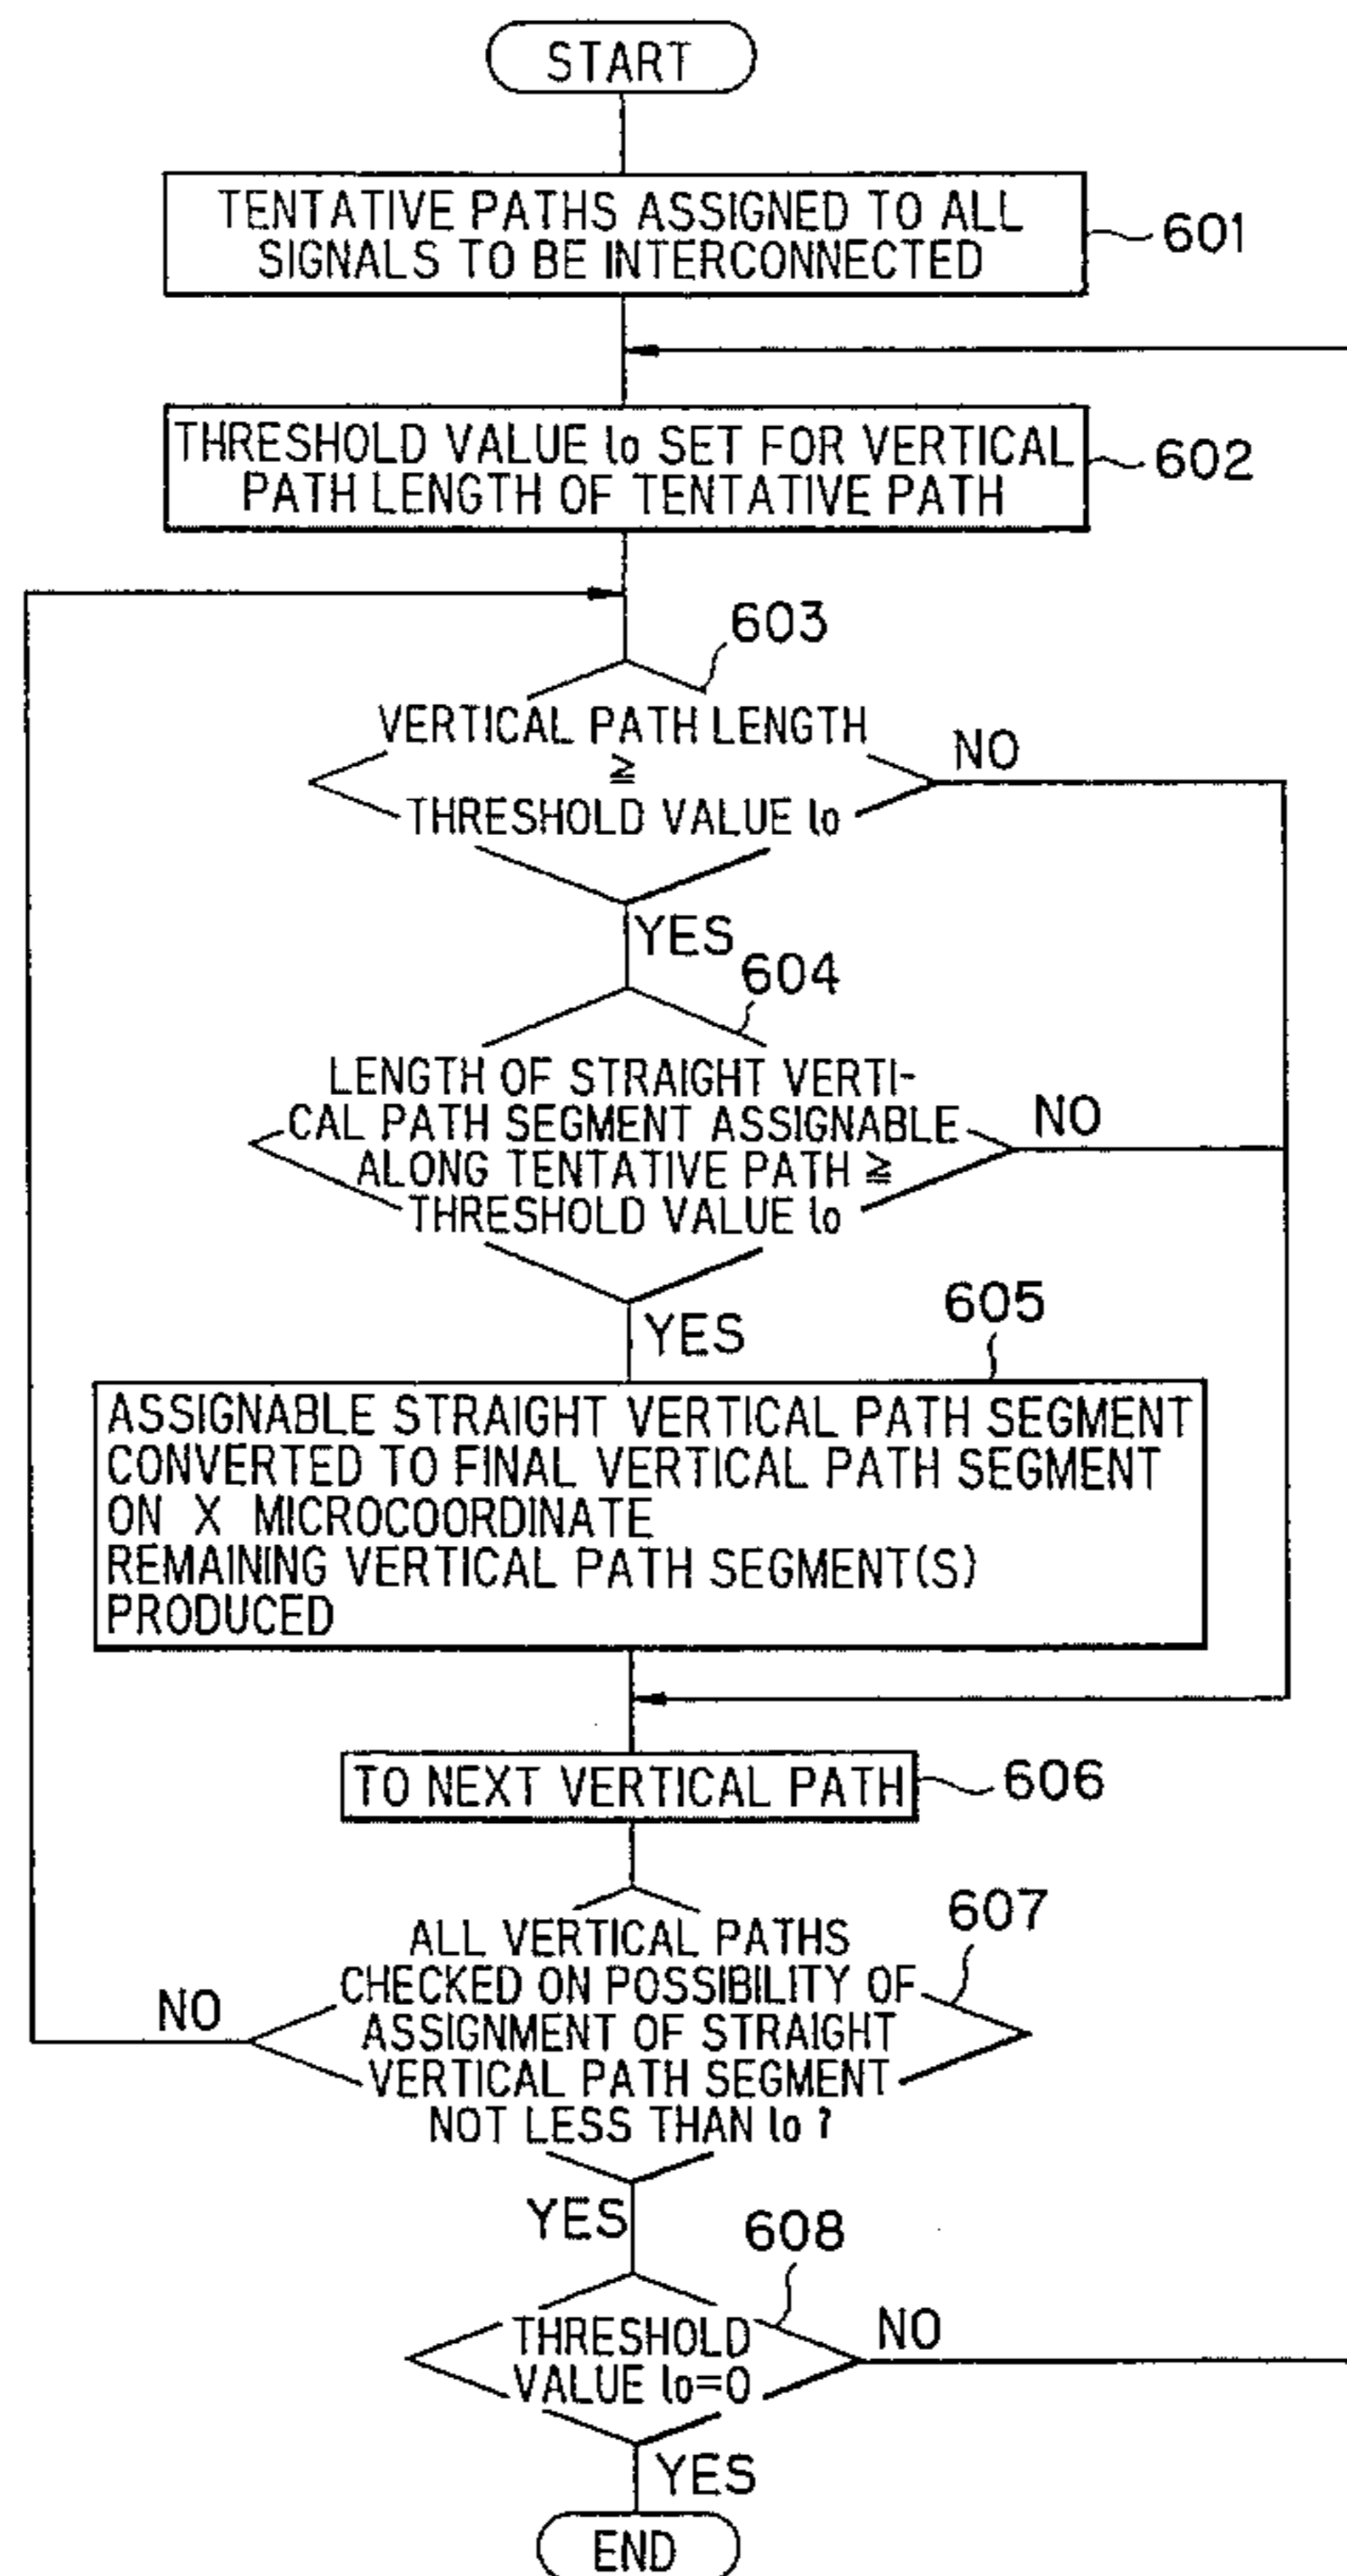 START
TENTATIVE PATHS ASSIGNED TO ALL
SIGNALS TO BE INTERCONNECTED
601
THRESHOLD VALUE lo SET FOR VERTICAL
PATH LENGTH OF TENTATIVE PATH
602
603
VERTICAL PATH LENGTH
≧
THRESHOLD VALUE lo
NO
YES
604
LENGTH OF STRAIGHT VERTI-
CAL PATH SEGMENT ASSIGNABLE
ALONG TENTATIVE PATH ≧
THRESHOLD VALUE lo
NO
YES
605
ASSIGNABLE STRAIGHT VERTICAL PATH SEGMENT
CONVERTED TO FINAL VERTICAL PATH SEGMENT
ON X MICROCOORDINATE
REMAINING VERTICAL PATH SEGMENT(S)
PRODUCED
TO NEXT VERTICAL PATH
606
607
ALL VERTICAL PATHS
CHECKED ON POSSIBILITY OF
ASSIGNMENT OF STRAIGHT
VERTICAL PATH SEGMENT
NOT LESS THAN lo ?
NO
YES
608
THRESHOLD
VALUE lo=0
NO
YES
END